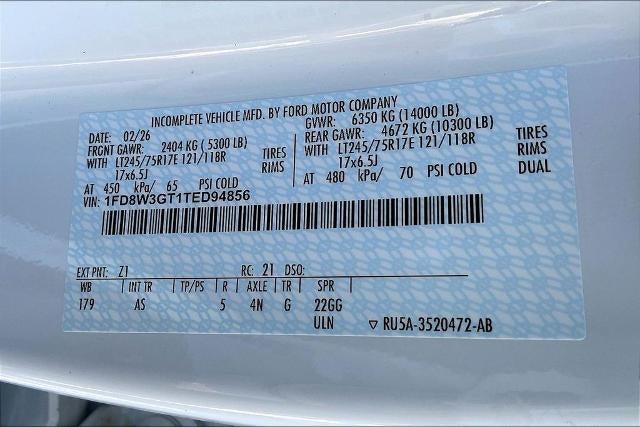 INCOMPLETE VEHICLE MFD. BY FORD MOTOR COMPANY
DATE: 02/26 GVWR: 6350 KG (14000 LB)
FRONT GAWR: 2404 KG (5300 LB) REAR GAWR: 4672 KG (10300 LB)
WITH LT245/75R17E 121/118R TIRES WITH LT245/75R17E 121/118R TIRES
17x6.5J RIMS 17x6.5J RIMS
AT 450 kPa/ 65 PSI COLD AT 480 kPa/ 70 PSI COLD DUAL
VIN: 1FD8W3GT1TED94856
EXT PNT: Z1 RC: 21 DSO:
WB INT TR TP/PS R AXLE TR SPR
179 AS 5 4N G 22GG
ULN ▽ RU5A-3520472-AB